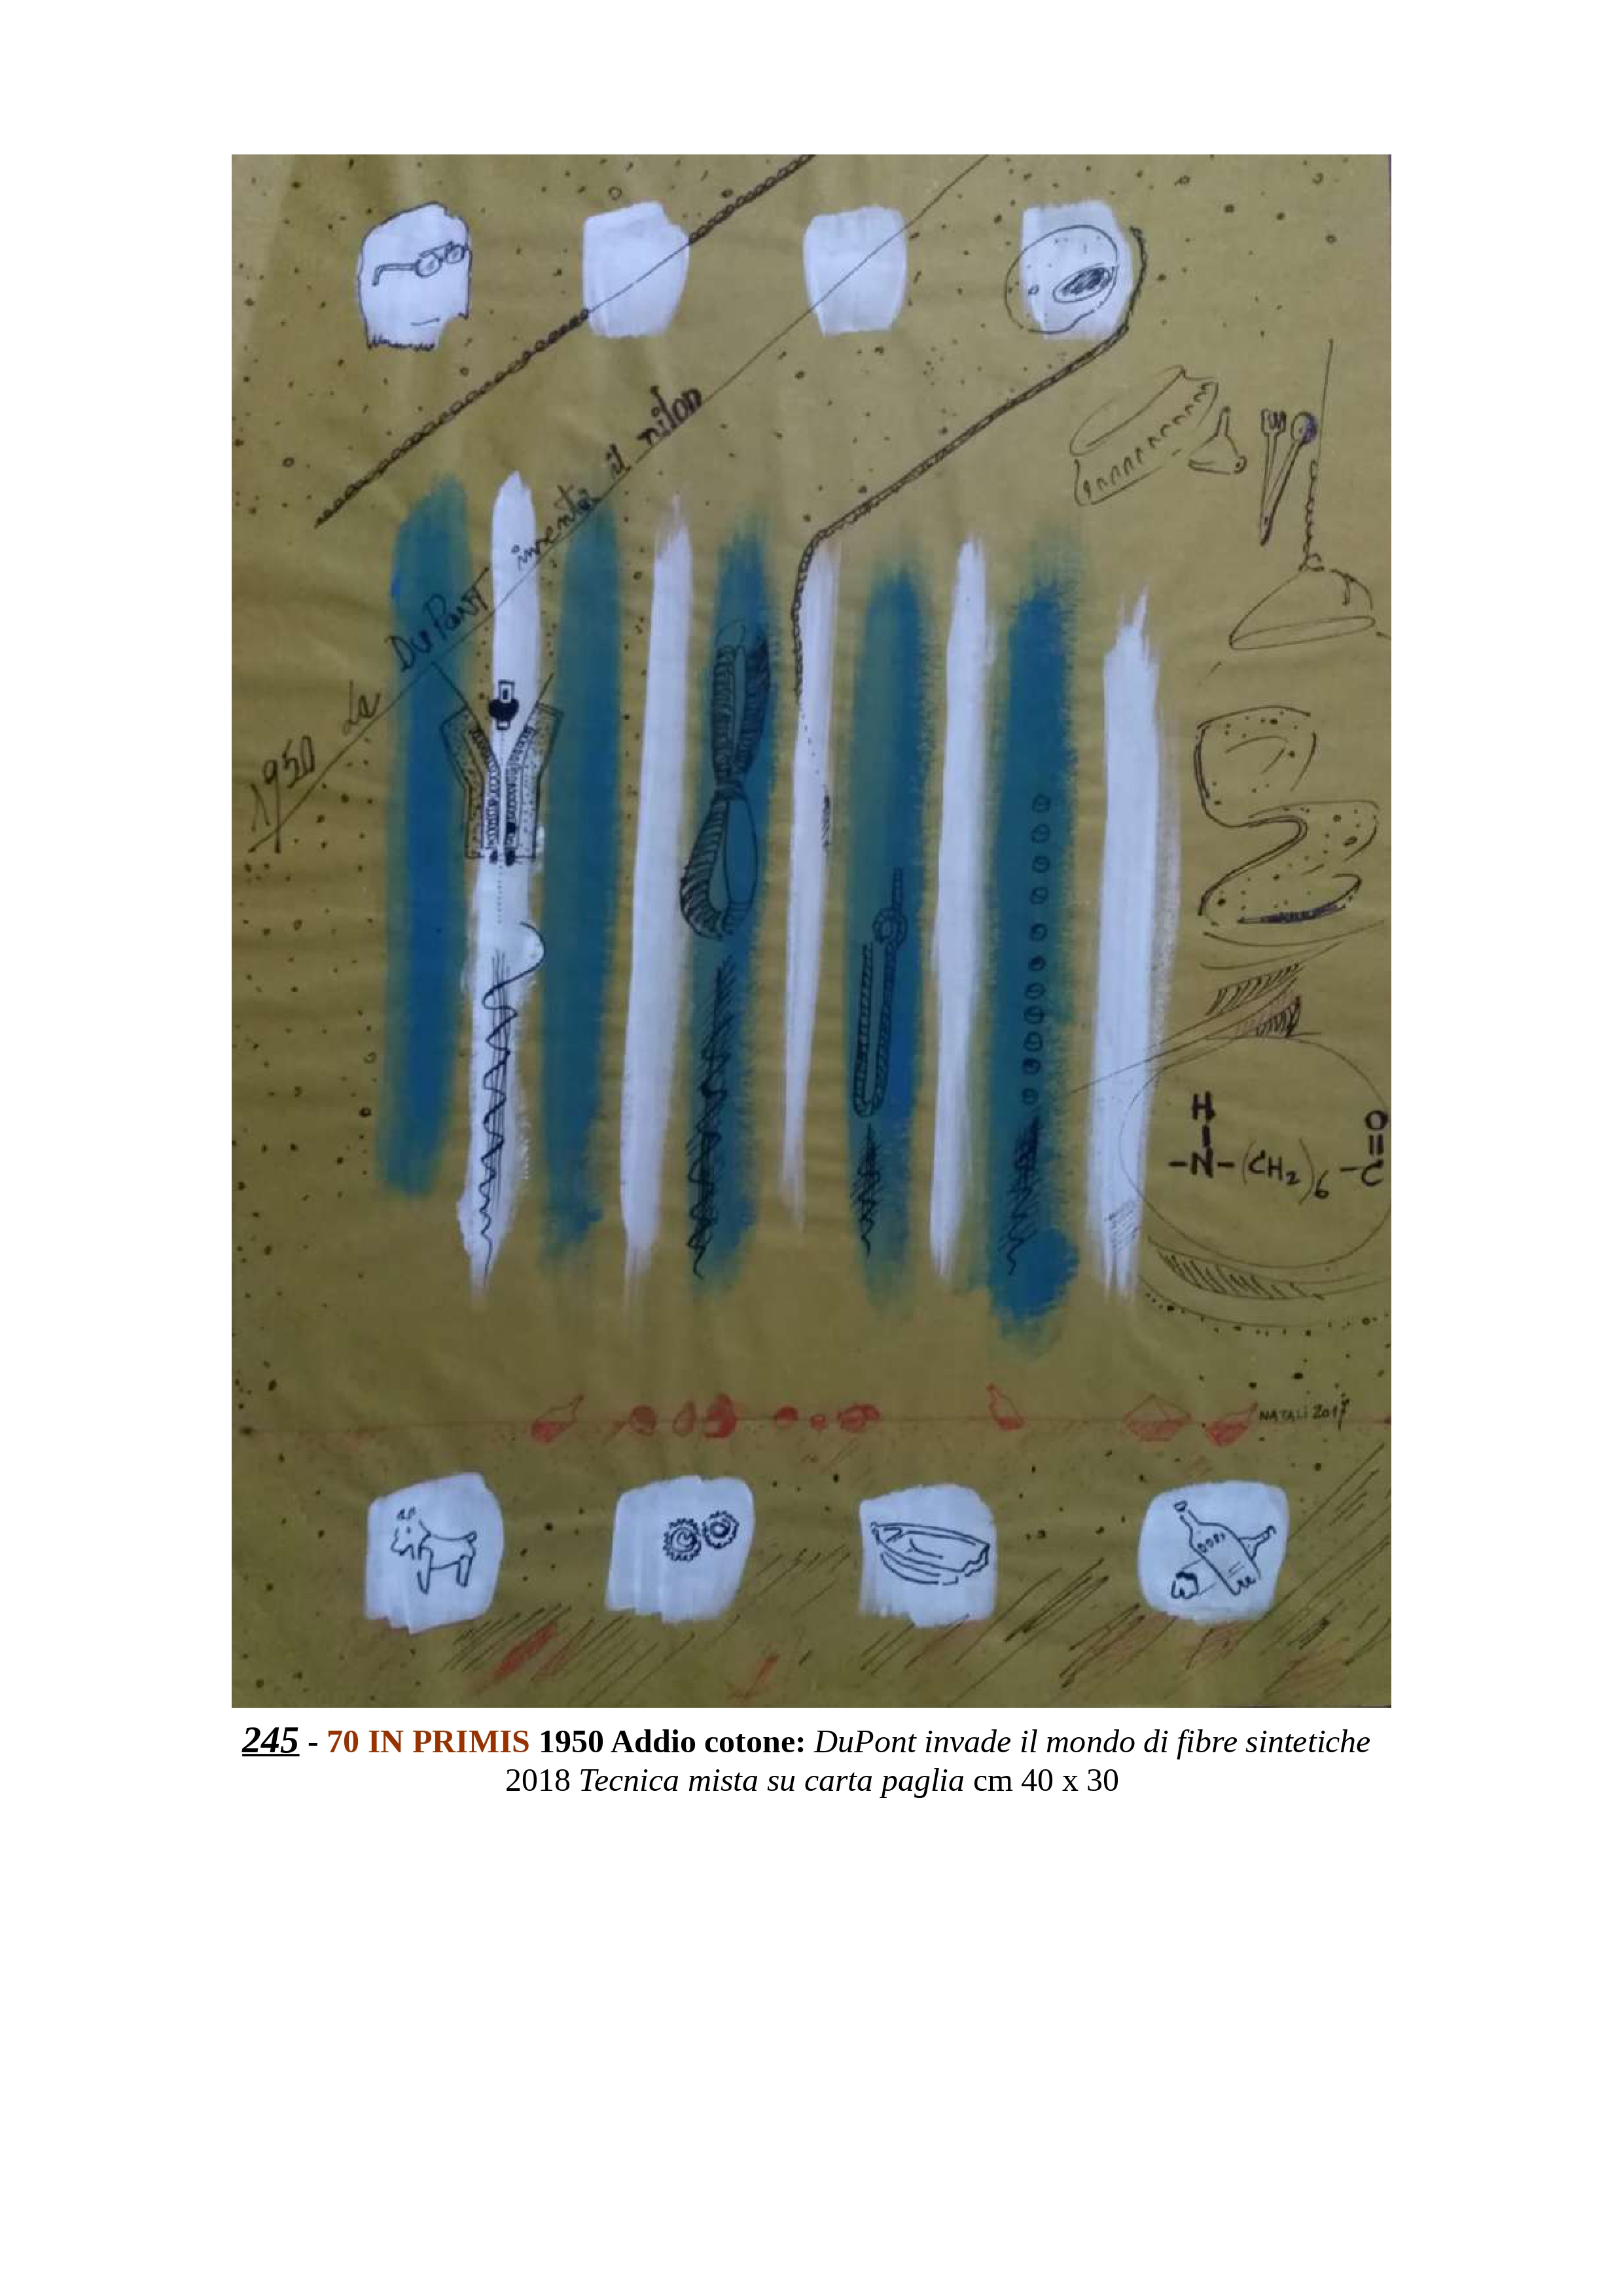 1950 La DuPont inventò il nilon
H
O
-N-(CH₂)₆-C
NATALI 2017
245 - 70 IN PRIMIS 1950 Addio cotone: DuPont invade il mondo di fibre sintetiche
2018 Tecnica mista su carta paglia cm 40 x 30